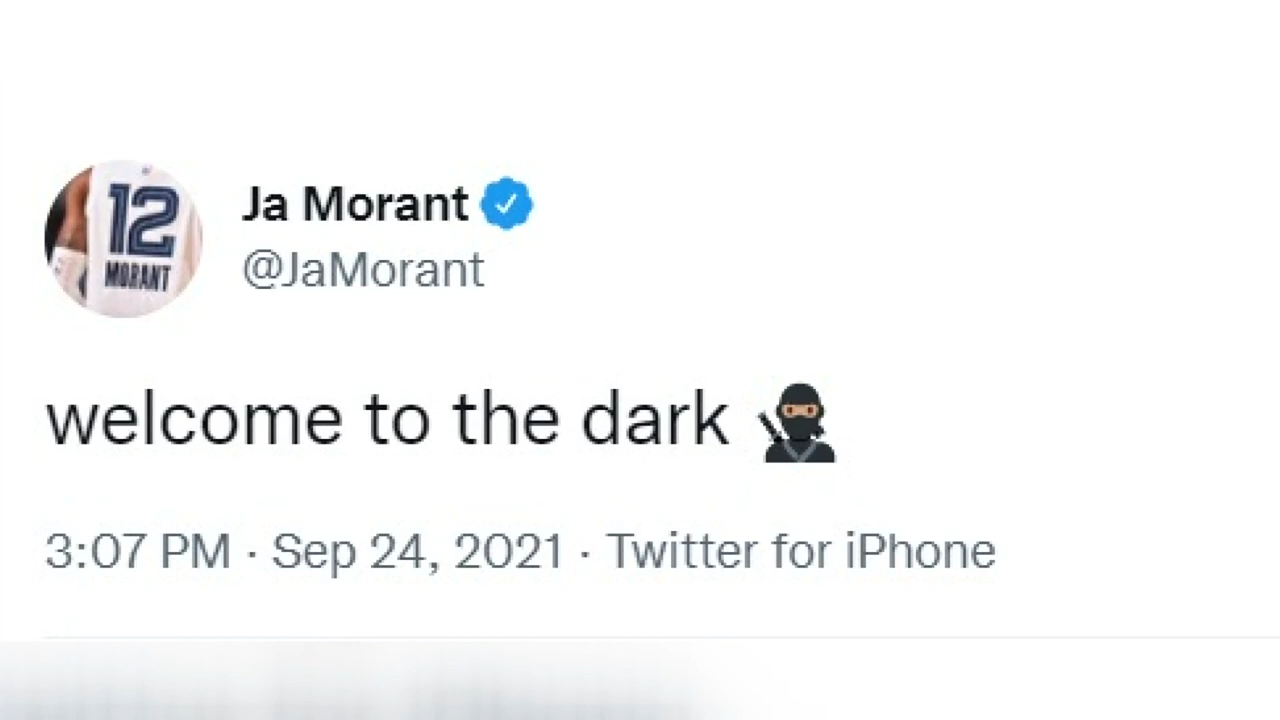 12
MORANT
Ja Morant
@JaMorant
welcome to the dark 🥷🏽
3:07 PM · Sep 24, 2021 · Twitter for iPhone